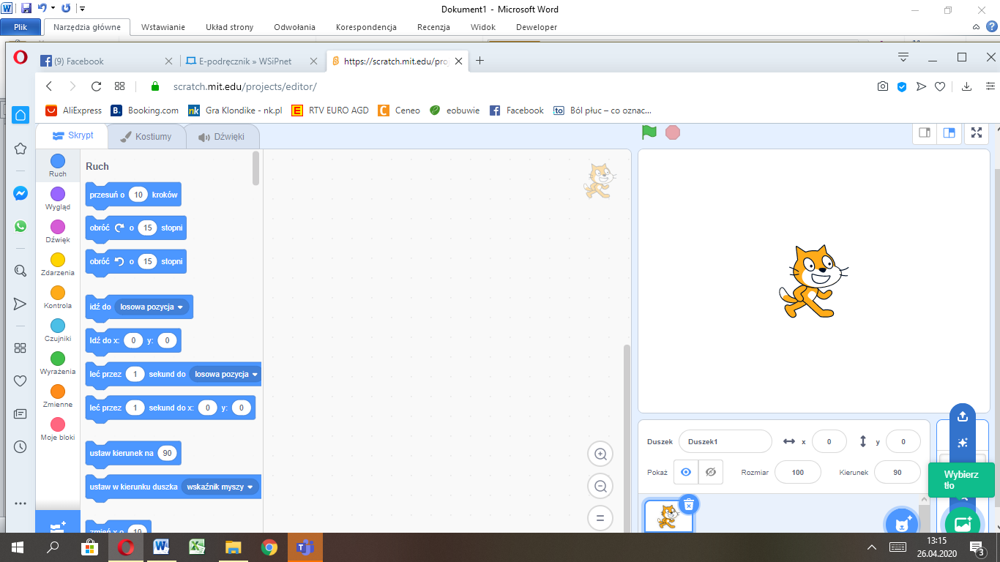 Dokument1 - Microsoft Word
Plik Narzędzia główne Wstawianie Układ strony Odwołania Korespondencja Recenzja Widok Deweloper
(9) Facebook E-podręcznik » WSiPnet https://scratch.mit.edu/pro
scratch.mit.edu/projects/editor/
AliExpress Booking.com Gra Klondike - nk.pl RTV EURO AGD Ceneo eobuwie Facebook Ból płuc – co oznac...
Skrypt Kostiumy Dźwięki
Ruch
Wygląd
Dźwięk
Zdarzenia
Kontrola
Czujniki
Wyrażenia
Zmienne
Moje bloki
Ruch
przesuń o 10 kroków
obróć o 15 stopni
obróć o 15 stopni
idź do losowa pozycja
Idź do x: 0 y: 0
leć przez 1 sekund do losowa pozycja
leć przez 1 sekund do x: 0 y: 0
ustaw kierunek na 90
ustaw w kierunku duszka wskaźnik myszy
zmień x o 10
Duszek Duszek1 x 0 y 0
Pokaż Rozmiar 100 Kierunek 90
Wybierz
tło
13:15
26.04.2020
3